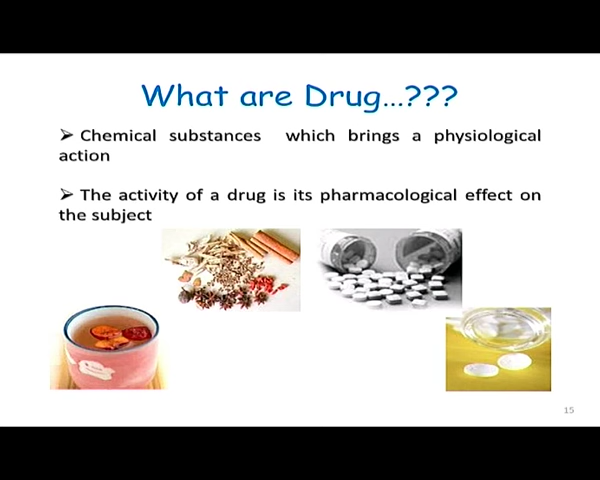 What are Drug...???
➢ Chemical substances which brings a physiological
action
➢ The activity of a drug is its pharmacological effect on
the subject
15